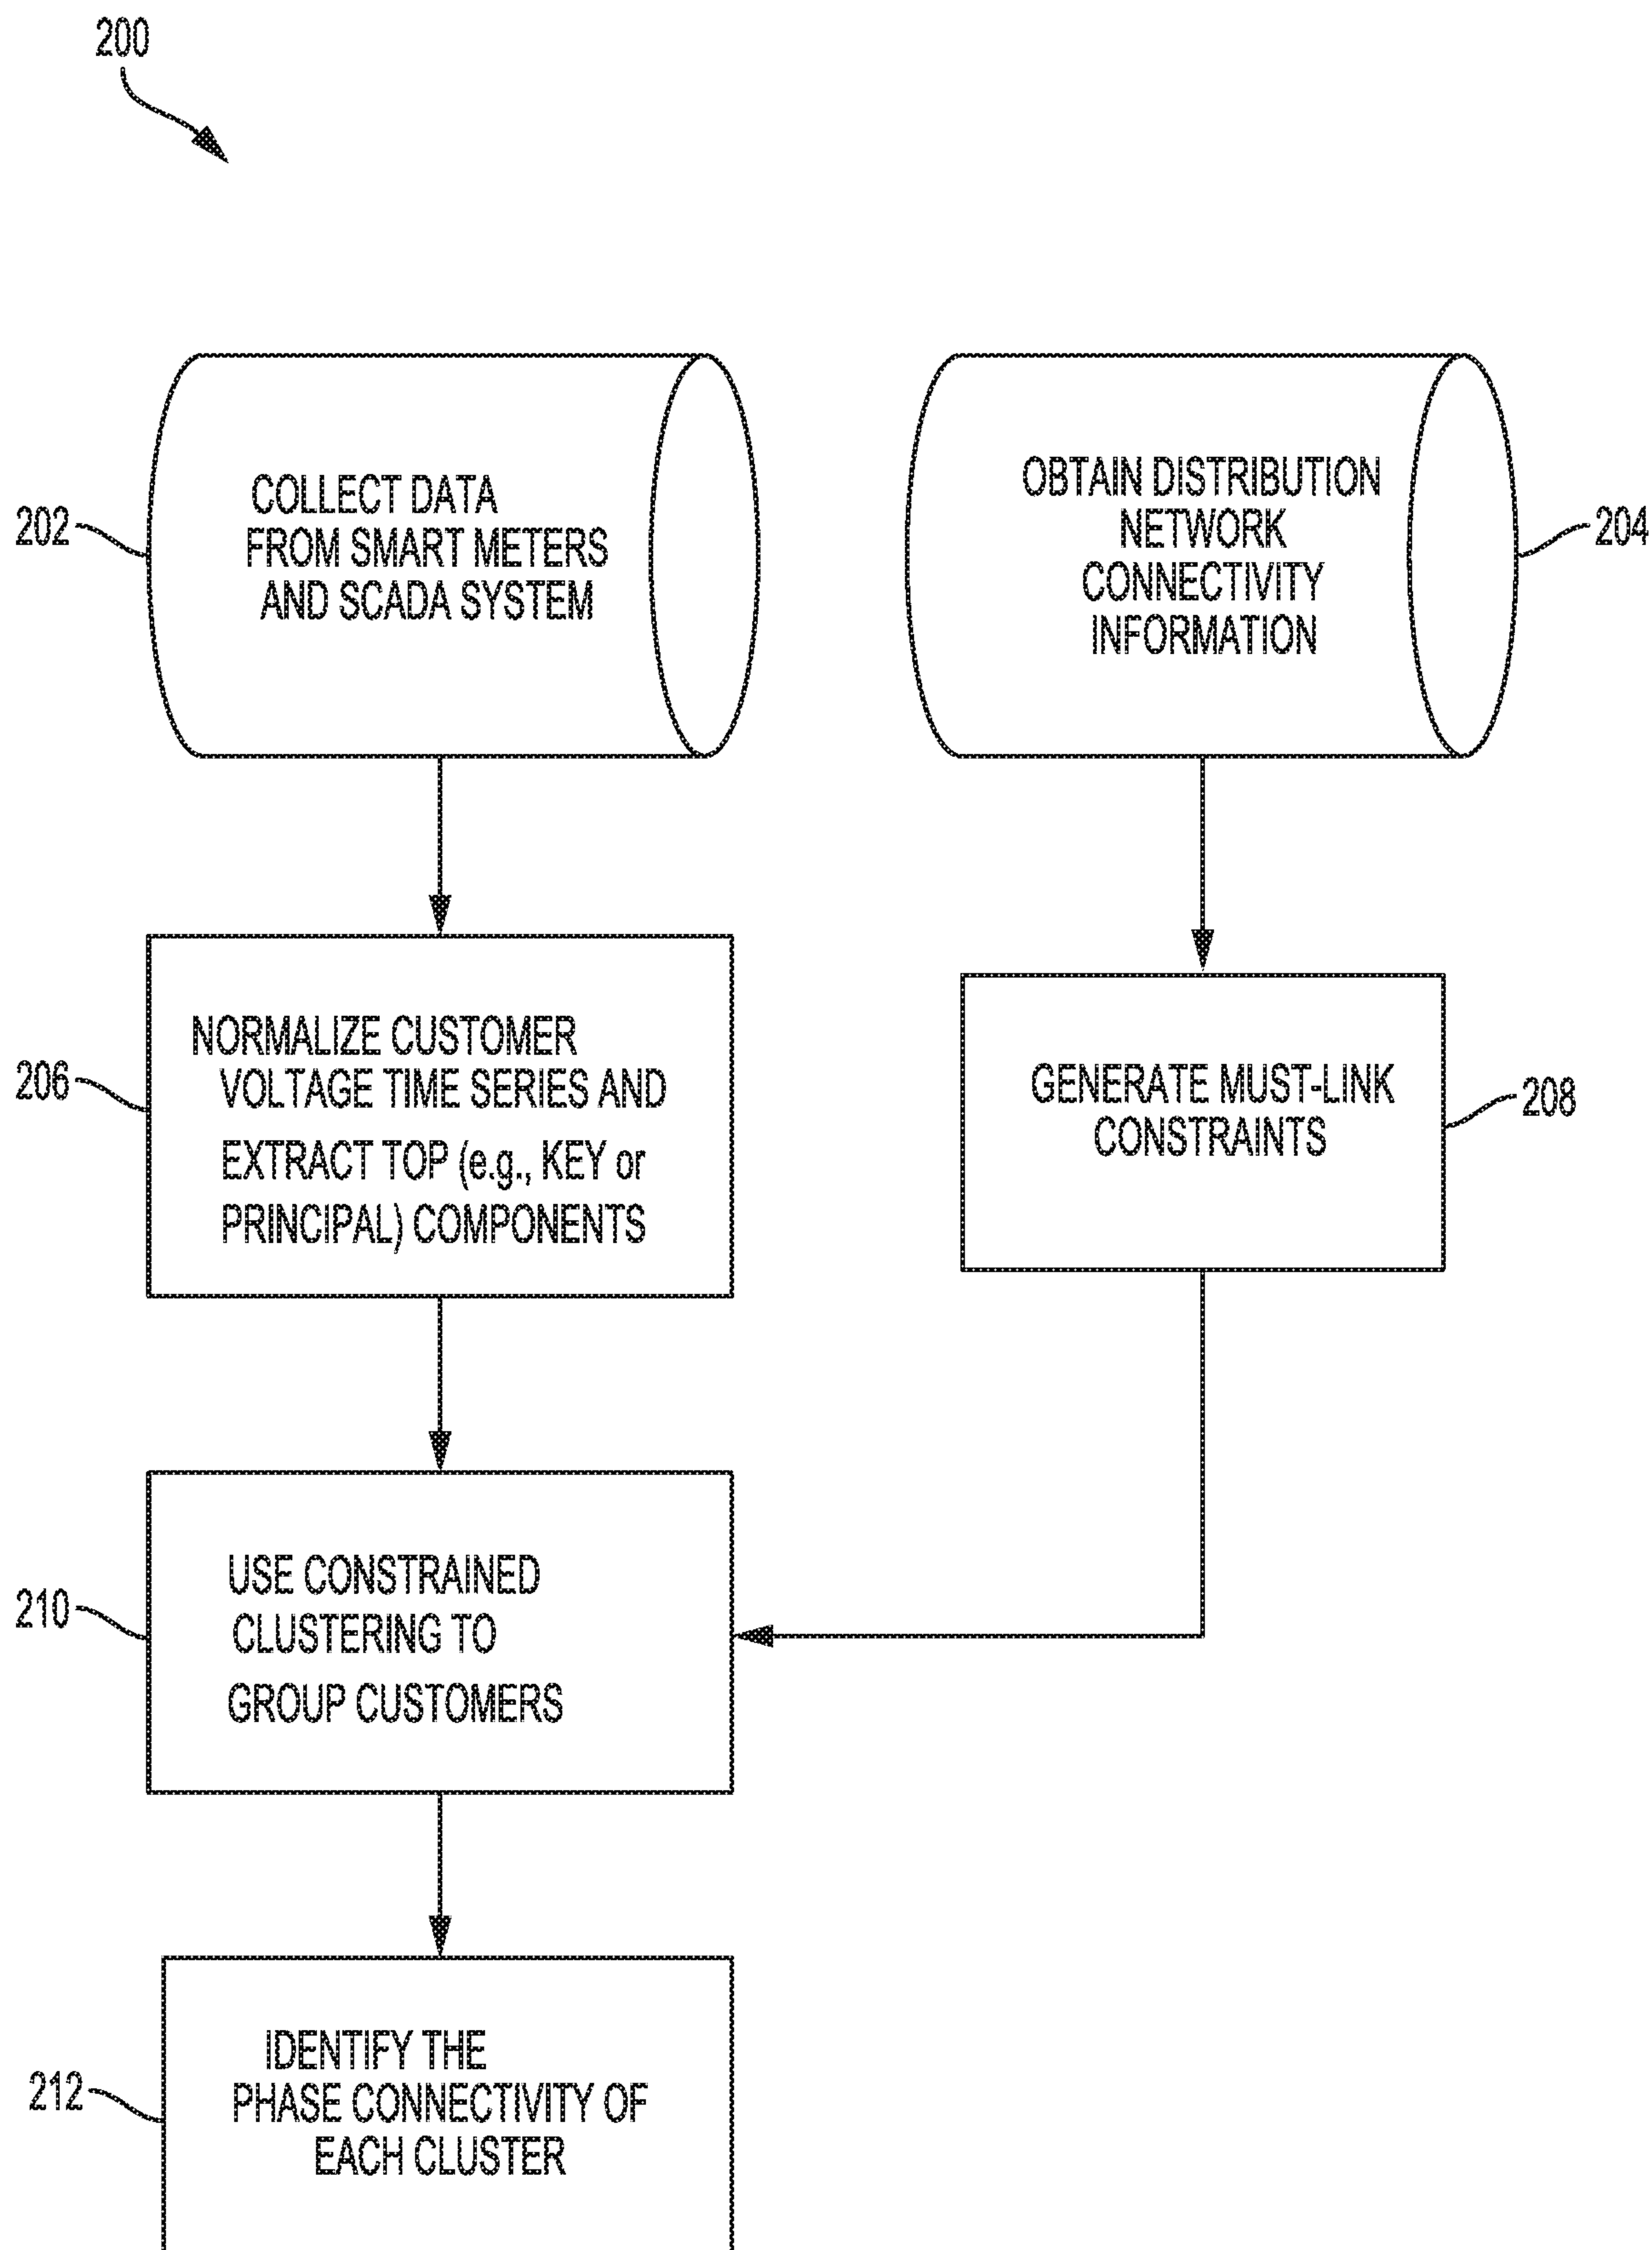 200
COLLECT DATA
FROM SMART METERS
AND SCADA SYSTEM
202
OBTAIN DISTRIBUTION
NETWORK
CONNECTIVITY
INFORMATION
204
NORMALIZE CUSTOMER
VOLTAGE TIME SERIES AND
EXTRACT TOP (e.g., KEY or
PRINCIPAL) COMPONENTS
206
GENERATE MUST-LINK
CONSTRAINTS
208
USE CONSTRAINED
CLUSTERING TO
GROUP CUSTOMERS
210
IDENTIFY THE
PHASE CONNECTIVITY OF
EACH CLUSTER
212